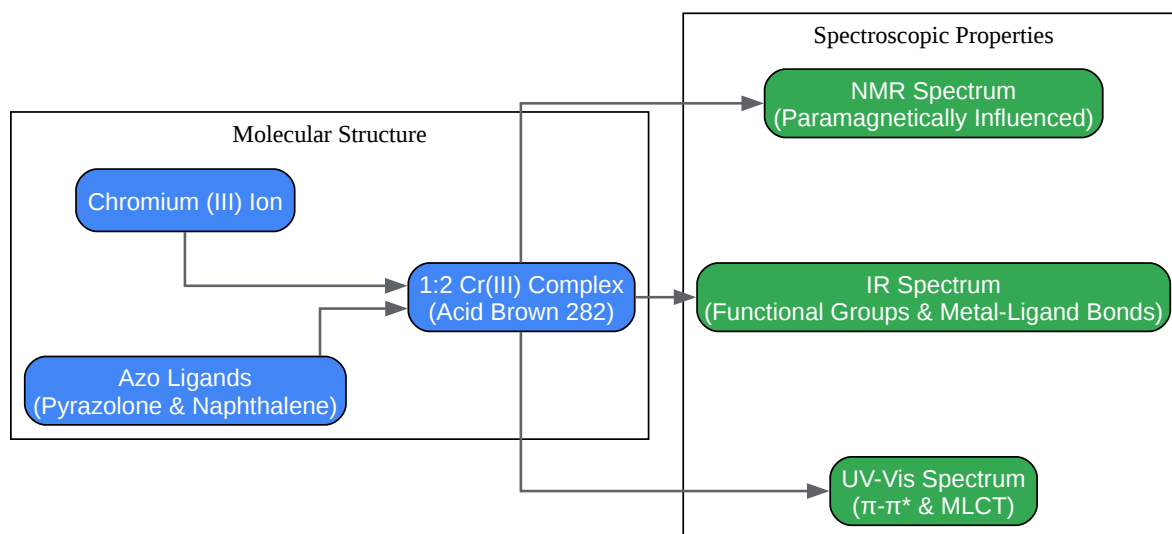 Spectroscopic Properties
NMR Spectrum
(Paramagnetically Influenced)
Molecular Structure
Chromium (III) Ion
1:2 Cr(III) Complex
(Acid Brown 282)
IR Spectrum
(Functional Groups & Metal-Ligand Bonds)
Azo Ligands
(Pyrazolone & Naphthalene)
UV-Vis Spectrum
(π-π* & MLCT)